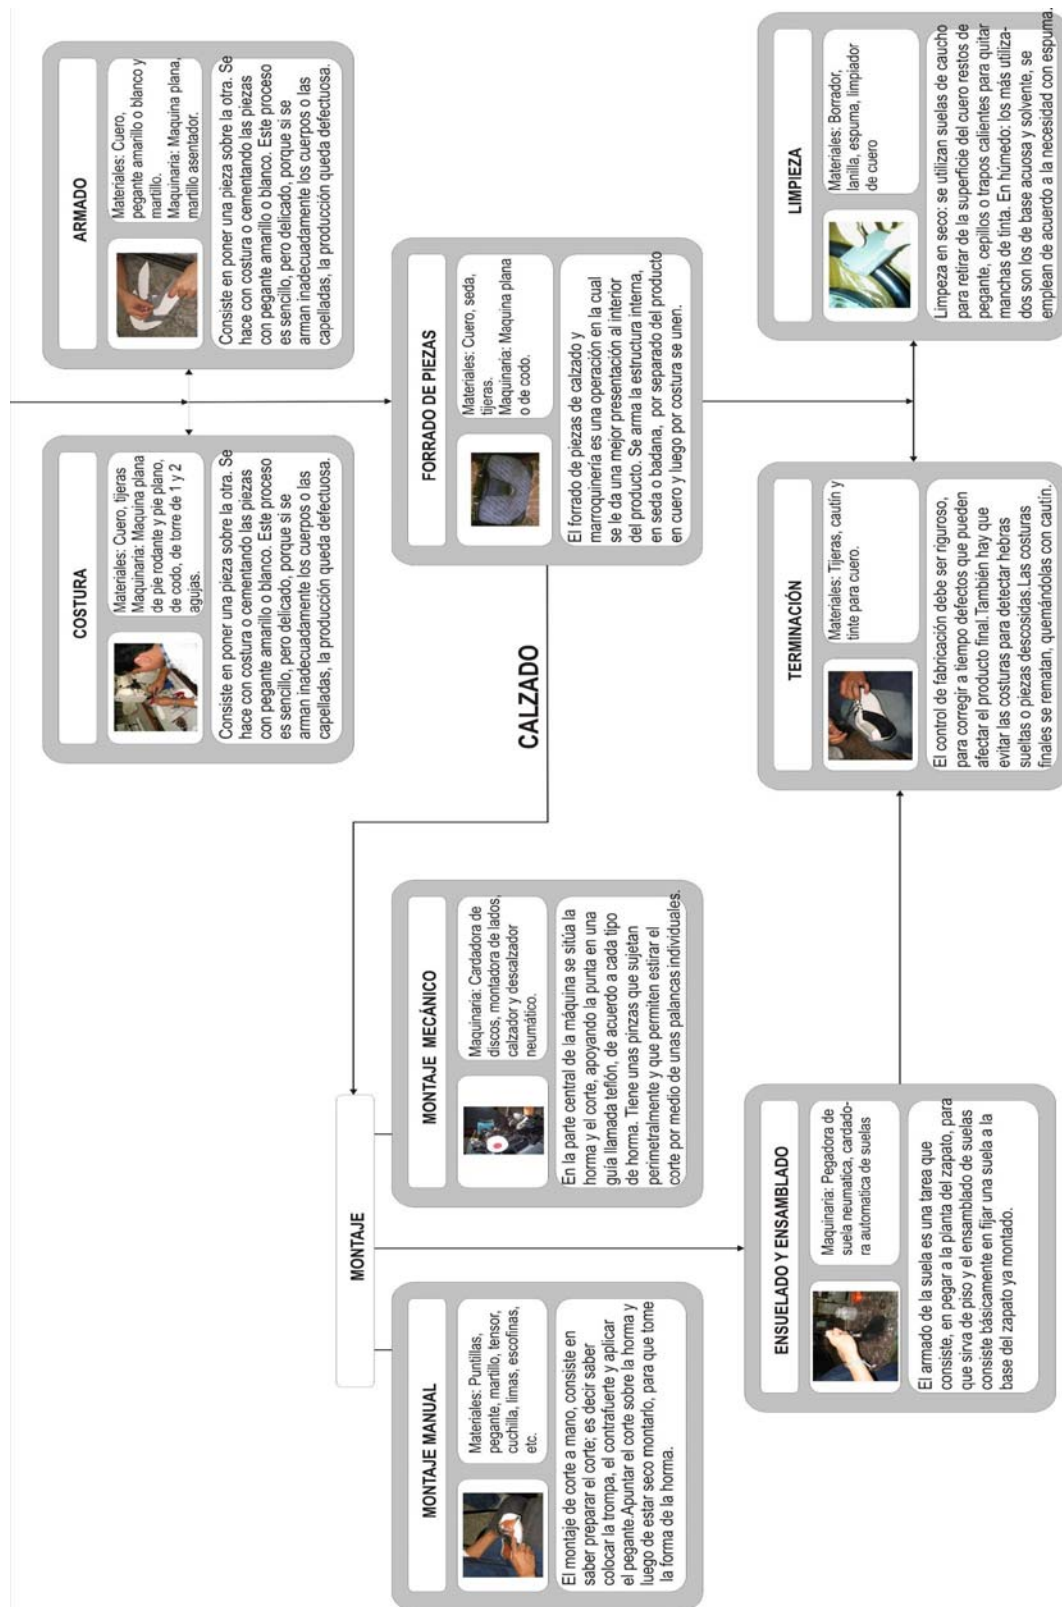 COSTURA
Materiales: Cuero, tijeras
Maquinaria: Maquina plana
de pie rodante y pie plano,
de codo, de torre de 1 y 2
agujas.
Consiste en poner una pieza sobre la otra. Se
hace con costura o cementando las piezas
con pegante amarillo o blanco. Este proceso
es sencillo, pero delicado, porque si se
arman inadecuadamente los cuerpos o las
capelladas, la producción queda defectuosa.
ARMADO
Materiales: Cuero,
pegante amarillo o blanco y
martillo.
Maquinaria: Maquina plana,
martillo asentador.
Consiste en poner una pieza sobre la otra. Se
hace con costura o cementando las piezas
con pegante amarillo o blanco. Este proceso
es sencillo, pero delicado, porque si se
arman inadecuadamente los cuerpos o las
capelladas, la producción queda defectuosa.
FORRADO DE PIEZAS
Materiales: Cuero, seda,
tijeras.
Maquinaria: Maquina plana
o de codo.
El forrado de piezas de calzado y
marroquinería es una operación en la cual
se le da una mejor presentación al interior
del producto. Se arma la estructura interna,
en seda o badana, por separado del producto
en cuero y luego por costura se unen.
CALZADO
MONTAJE
MONTAJE MANUAL
Materiales: Puntillas,
pegante, martillo, tensor,
cuchilla, limas, escofinas,
etc.
El montaje de corte a mano, consiste en
saber preparar el corte; es decir saber
colocar la trompa, el contrafuerte y aplicar
el pegante.Apuntar el corte sobre la horma y
luego de estar seco montarlo, para que tome
la forma de la horma.
MONTAJE MECÁNICO
Maquinaria: Cardadora de
discos, montadora de lados,
calzador y descalzador
neumático.
En la parte central de la máquina se sitúa la
horma y el corte, apoyando la punta en una
guía llamada teflón, de acuerdo a cada tipo
de horma. Tiene unas pinzas que sujetan
perimetralmente y que permiten estirar el
corte por medio de unas palancas individuales.
ENSUELADO Y ENSAMBLADO
Maquinaria: Pegadora de
suela neumatica, cardado-
ra automatica de suelas
El armado de la suela es una tarea que
consiste, en pegar a la planta del zapato, para
que sirva de piso y el ensamblado de suelas
consiste básicamente en fijar una suela a la
base del zapato ya montado.
TERMINACIÓN
Materiales: Tijeras, cautín y
tinte para cuero.
El control de fabricación debe ser riguroso,
para corregir a tiempo defectos que pueden
afectar el producto final.También hay que
evitar las costuras para detectar hebras
sueltas o piezas descosidas.Las costuras
finales se rematan, quemándolas con cautín.
LIMPIEZA
Materiales: Borrador,
lanilla, espuma, limpiador
de cuero
Limpeza en seco: se utilizan suelas de caucho
para retirar de la superficie del cuero restos de
pegante, cepillos o trapos calientes para quitar
manchas de tinta. En húmedo: los más utiliza-
dos son los de base acuosa y solvente, se
emplean de acuerdo a la necesidad con espuma.